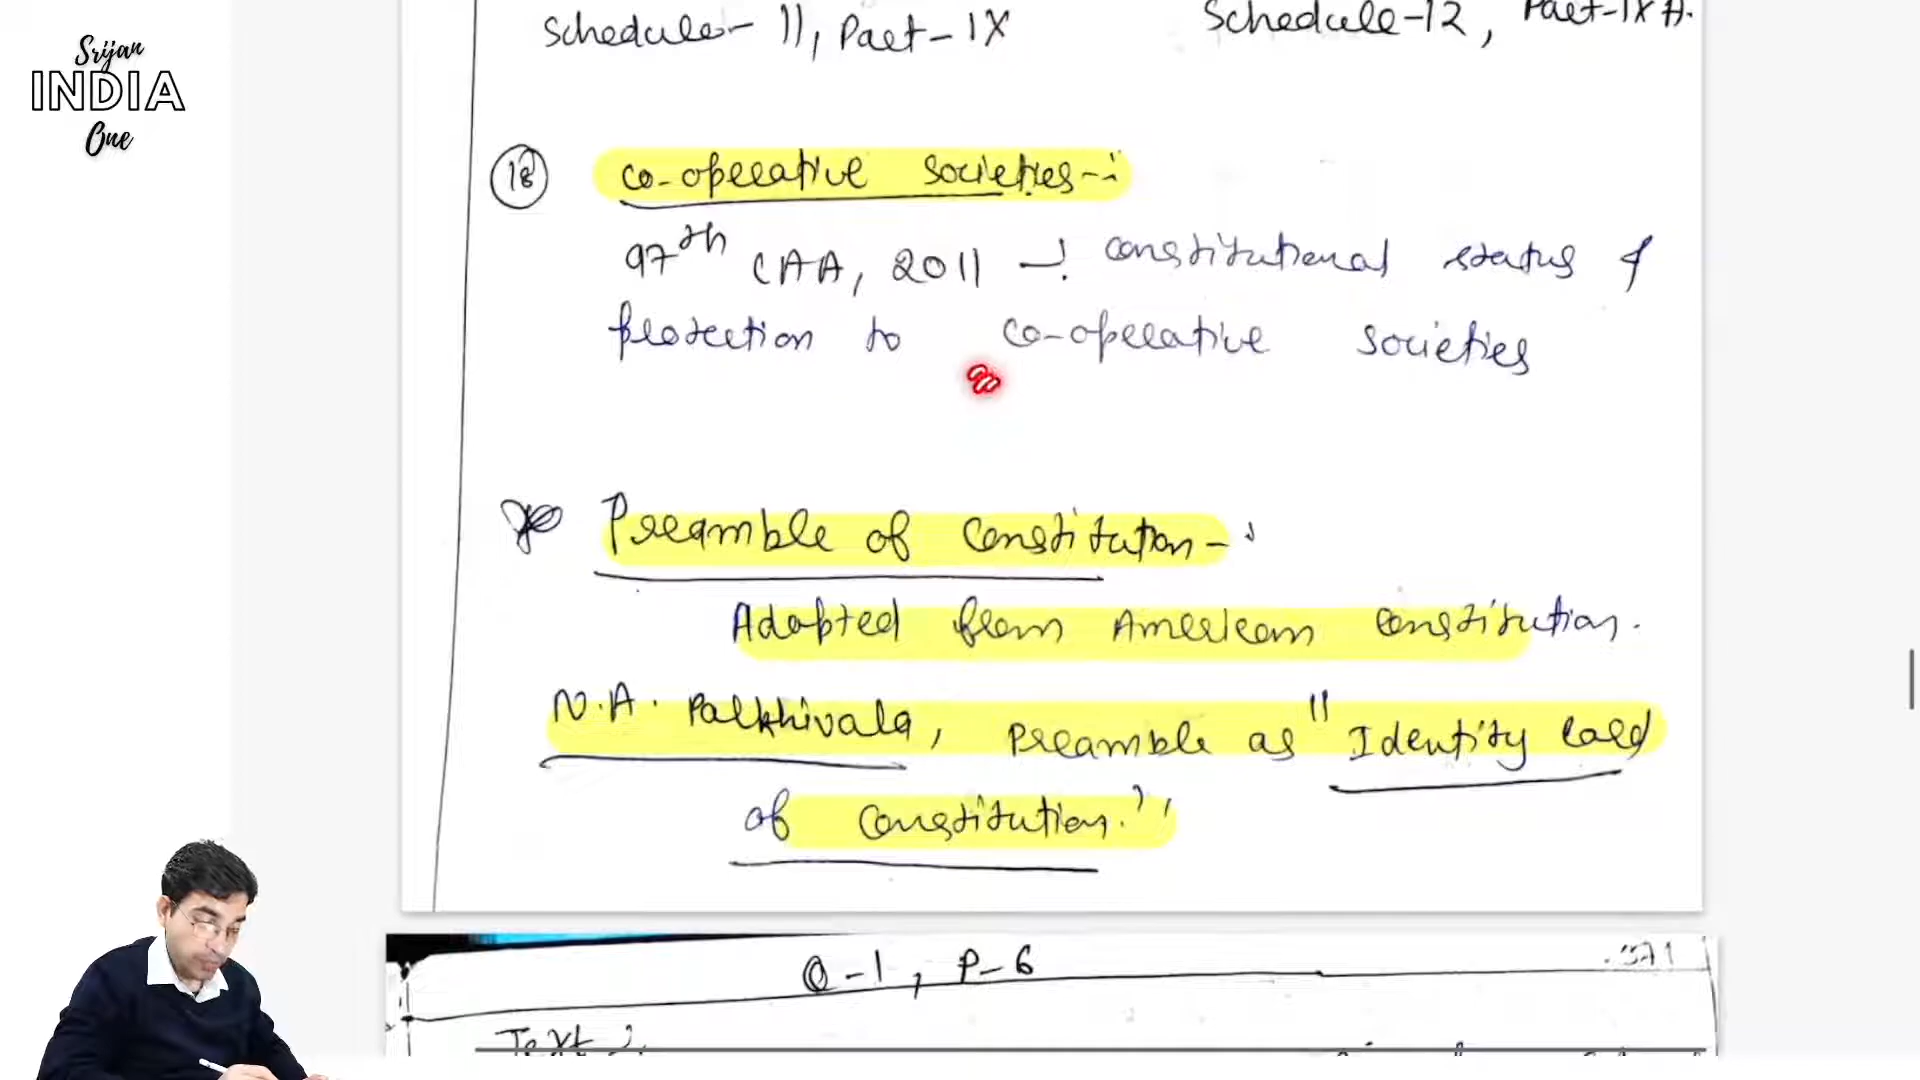 Srijan
INDIA
One
Schedule- 11, Part-IX
Schedule-12, Part-IX A.
18 Co-operative Societies-:
97th CAA, 2011 → constitutional status &
protection to co-operative societies
* Preamble of Constitution-:
Adopted from American Constitution.
N.A. Palkhivala, Preamble as "Identity Card
of Constitution."
Q-1, P-6
Text :